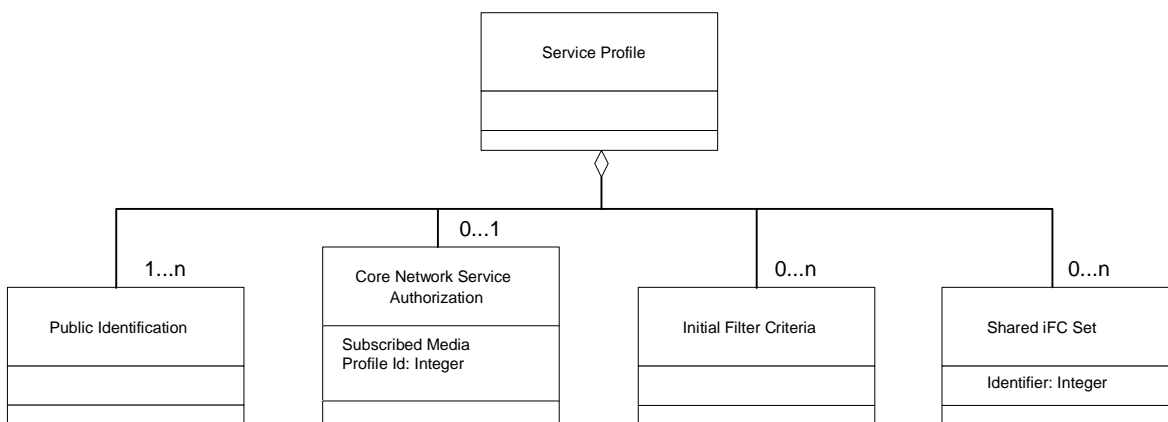 Service Profile
0...1
1...n
0...n
0...n
Core Network Service
Authorization
Public Identification
Initial Filter Criteria
Shared iFC Set
Subscribed Media
Profile Id: Integer
Identifier: Integer